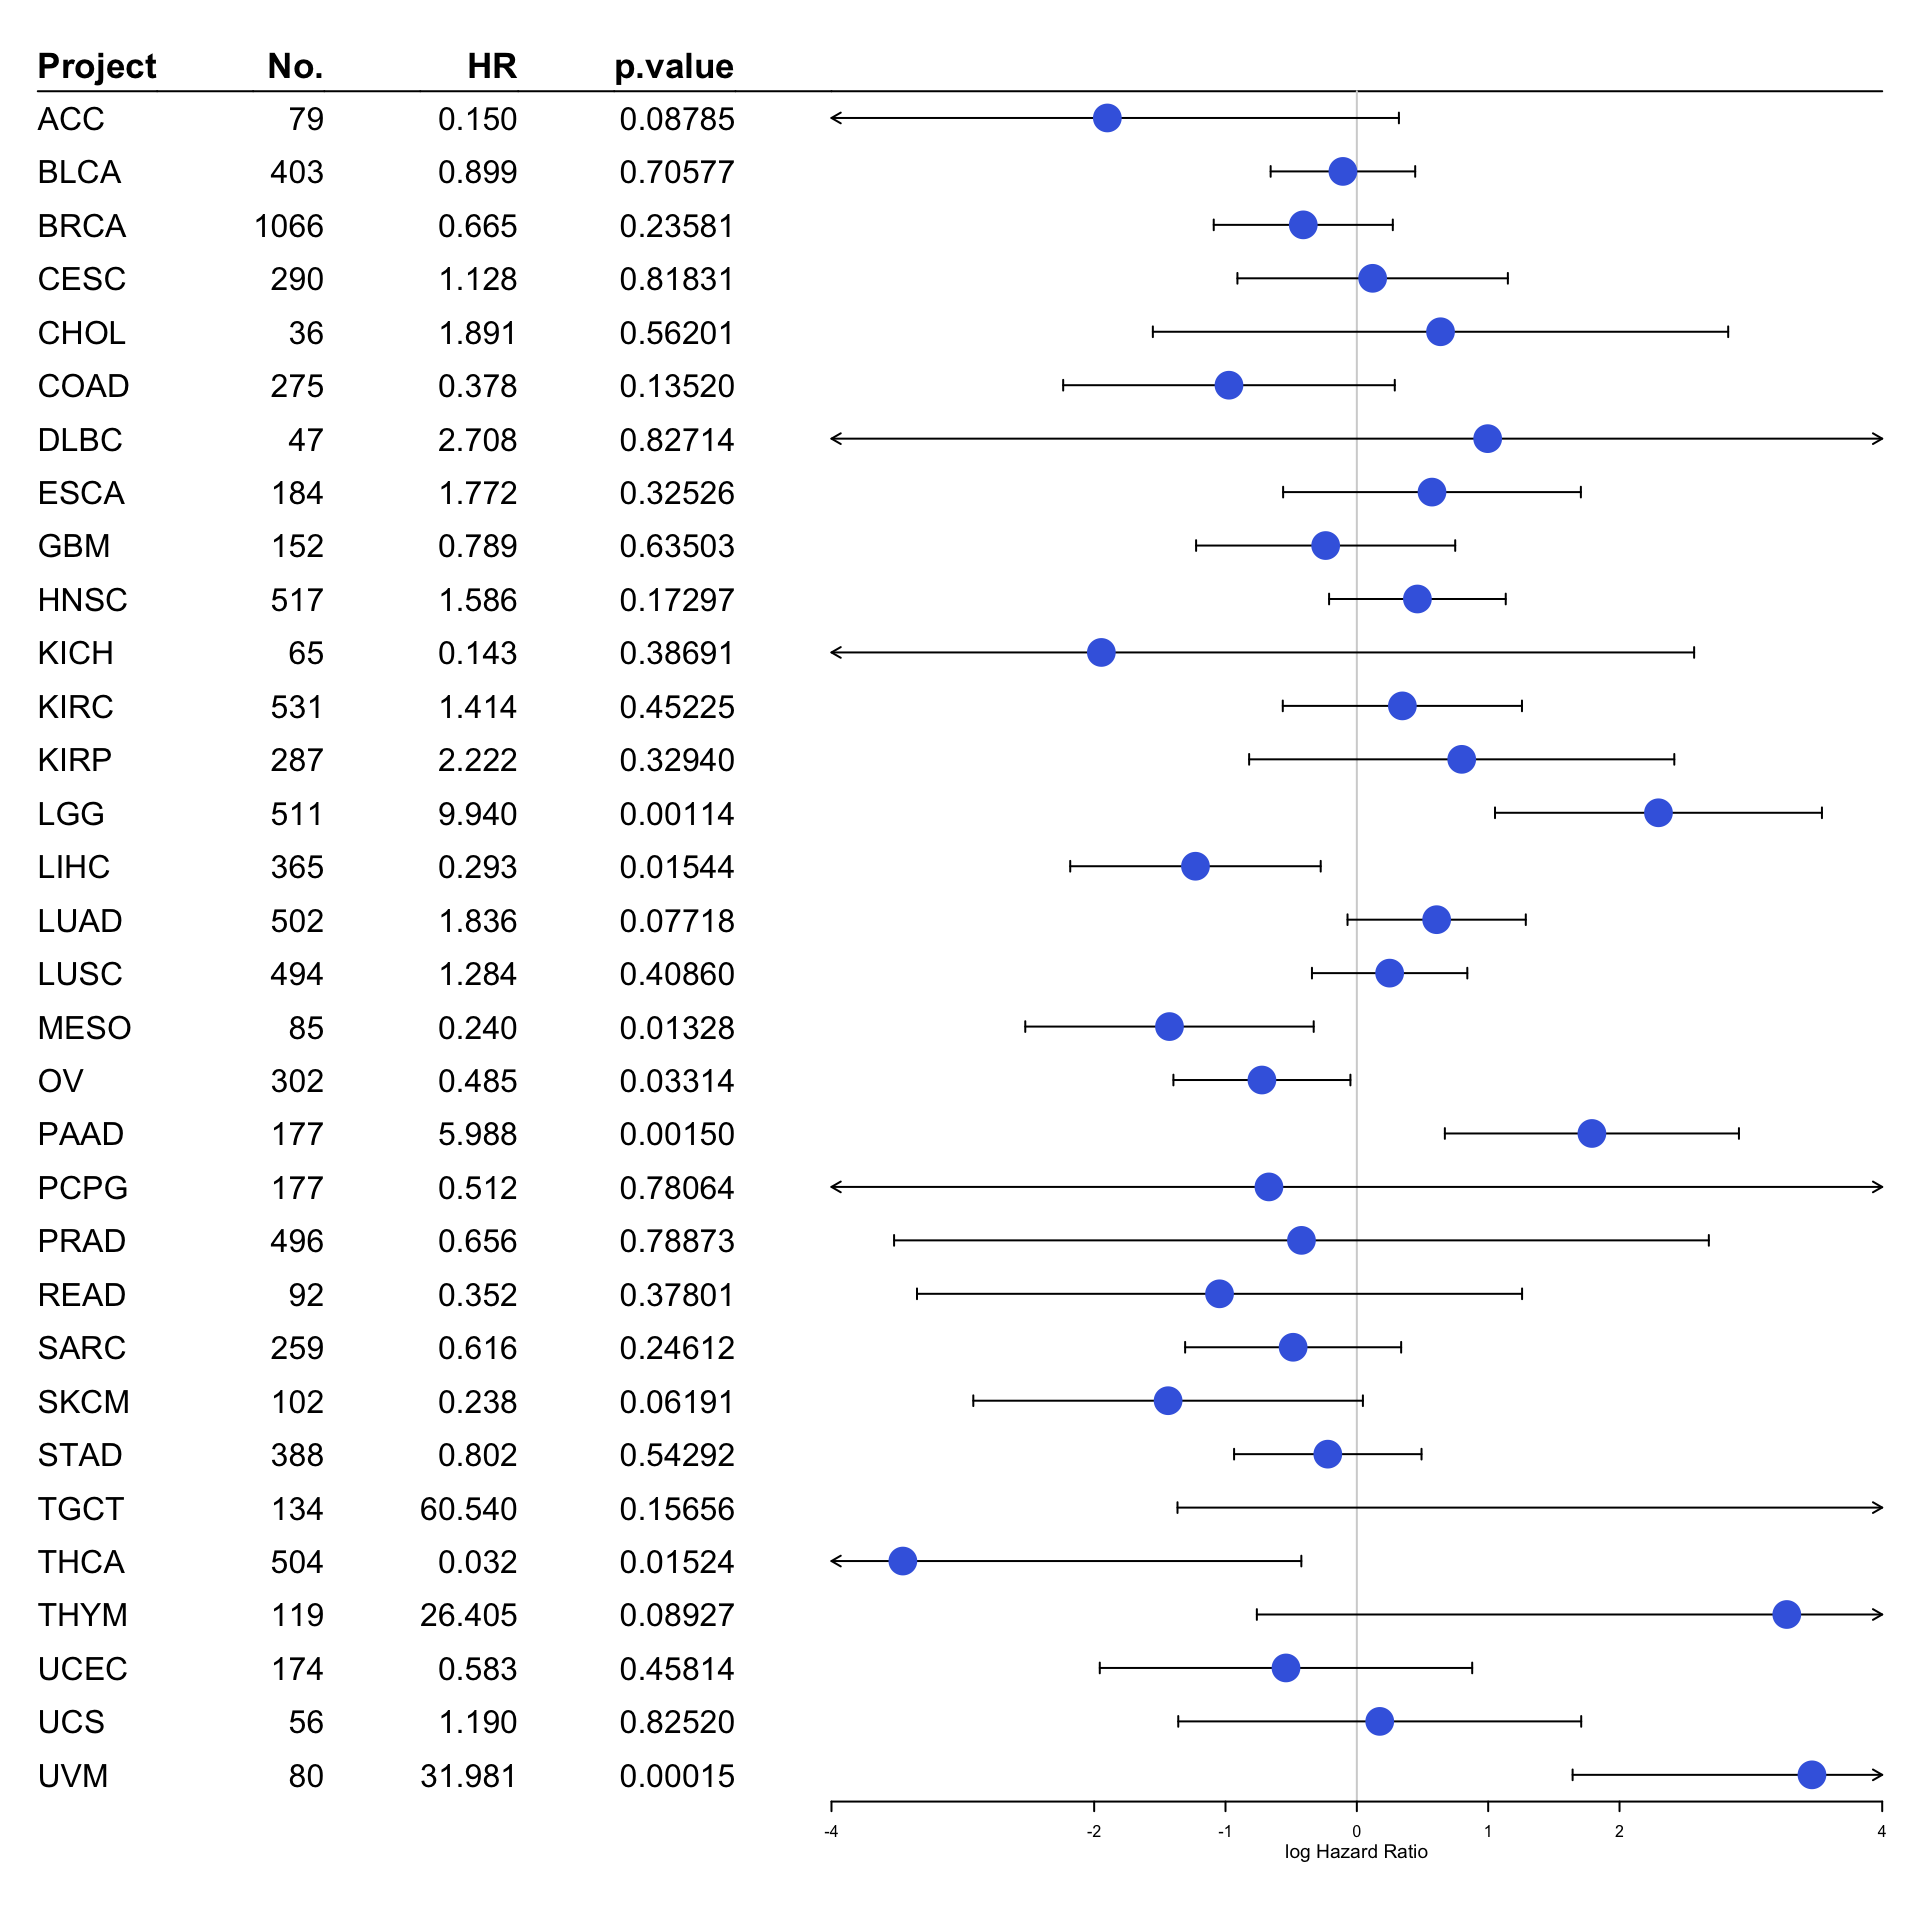 Project No. HR p.value
ACC 79 0.150 0.08785
BLCA 403 0.899 0.70577
BRCA 1066 0.665 0.23581
CESC 290 1.128 0.81831
CHOL 36 1.891 0.56201
COAD 275 0.378 0.13520
DLBC 47 2.708 0.82714
ESCA 184 1.772 0.32526
GBM 152 0.789 0.63503
HNSC 517 1.586 0.17297
KICH 65 0.143 0.38691
KIRC 531 1.414 0.45225
KIRP 287 2.222 0.32940
LGG 511 9.940 0.00114
LIHC 365 0.293 0.01544
LUAD 502 1.836 0.07718
LUSC 494 1.284 0.40860
MESO 85 0.240 0.01328
OV 302 0.485 0.03314
PAAD 177 5.988 0.00150
PCPG 177 0.512 0.78064
PRAD 496 0.656 0.78873
READ 92 0.352 0.37801
SARC 259 0.616 0.24612
SKCM 102 0.238 0.06191
STAD 388 0.802 0.54292
TGCT 134 60.540 0.15656
THCA 504 0.032 0.01524
THYM 119 26.405 0.08927
UCEC 174 0.583 0.45814
UCS 56 1.190 0.82520
UVM 80 31.981 0.00015
-4 -2 -1 0 1 2 4
log Hazard Ratio